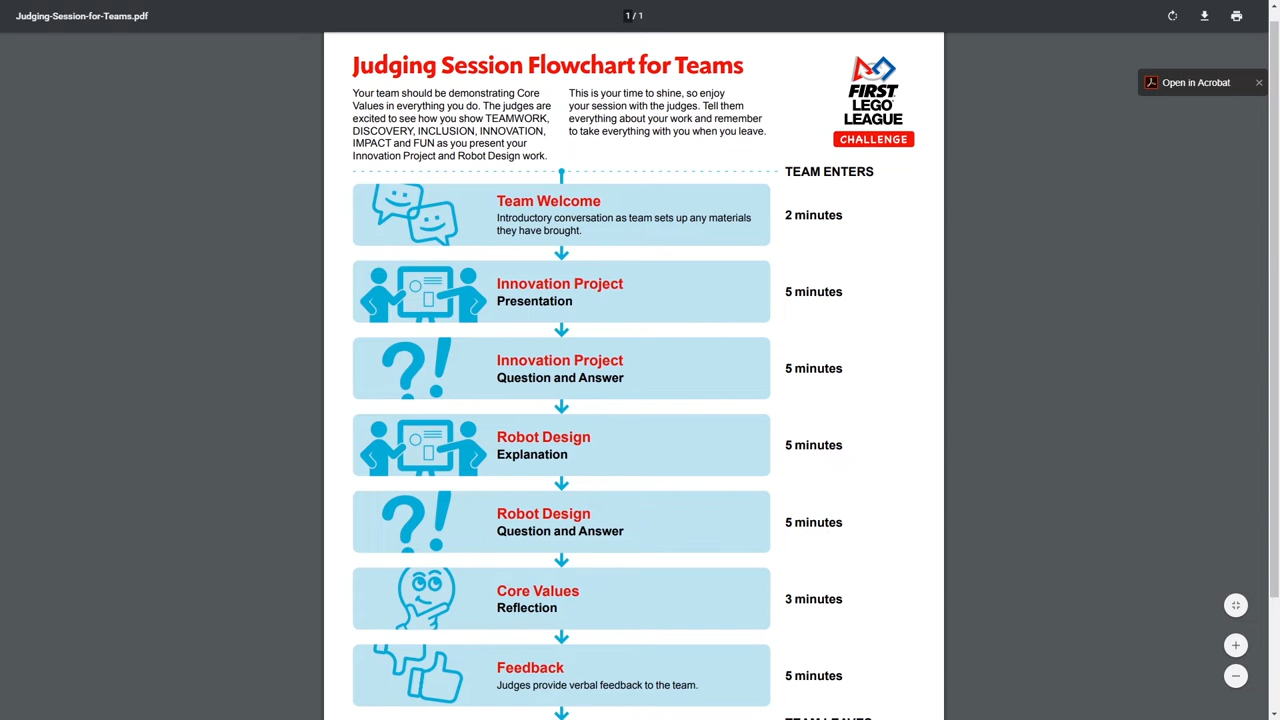 Judging-Session-for-Teams.pdf
1 / 1
Open in Acrobat
Judging Session Flowchart for Teams
Your team should be demonstrating Core
Values in everything you do. The judges are
excited to see how you show TEAMWORK,
DISCOVERY, INCLUSION, INNOVATION,
IMPACT and FUN as you present your
Innovation Project and Robot Design work.
This is your time to shine, so enjoy
your session with the judges. Tell them
everything about your work and remember
to take everything with you when you leave.
FIRST
LEGO
LEAGUE
CHALLENGE
TEAM ENTERS
Team Welcome
Introductory conversation as team sets up any materials
they have brought.
2 minutes
Innovation Project
Presentation
5 minutes
Innovation Project
Question and Answer
5 minutes
Robot Design
Explanation
5 minutes
Robot Design
Question and Answer
5 minutes
Core Values
Reflection
3 minutes
Feedback
Judges provide verbal feedback to the team.
5 minutes
TEAM LEAVES